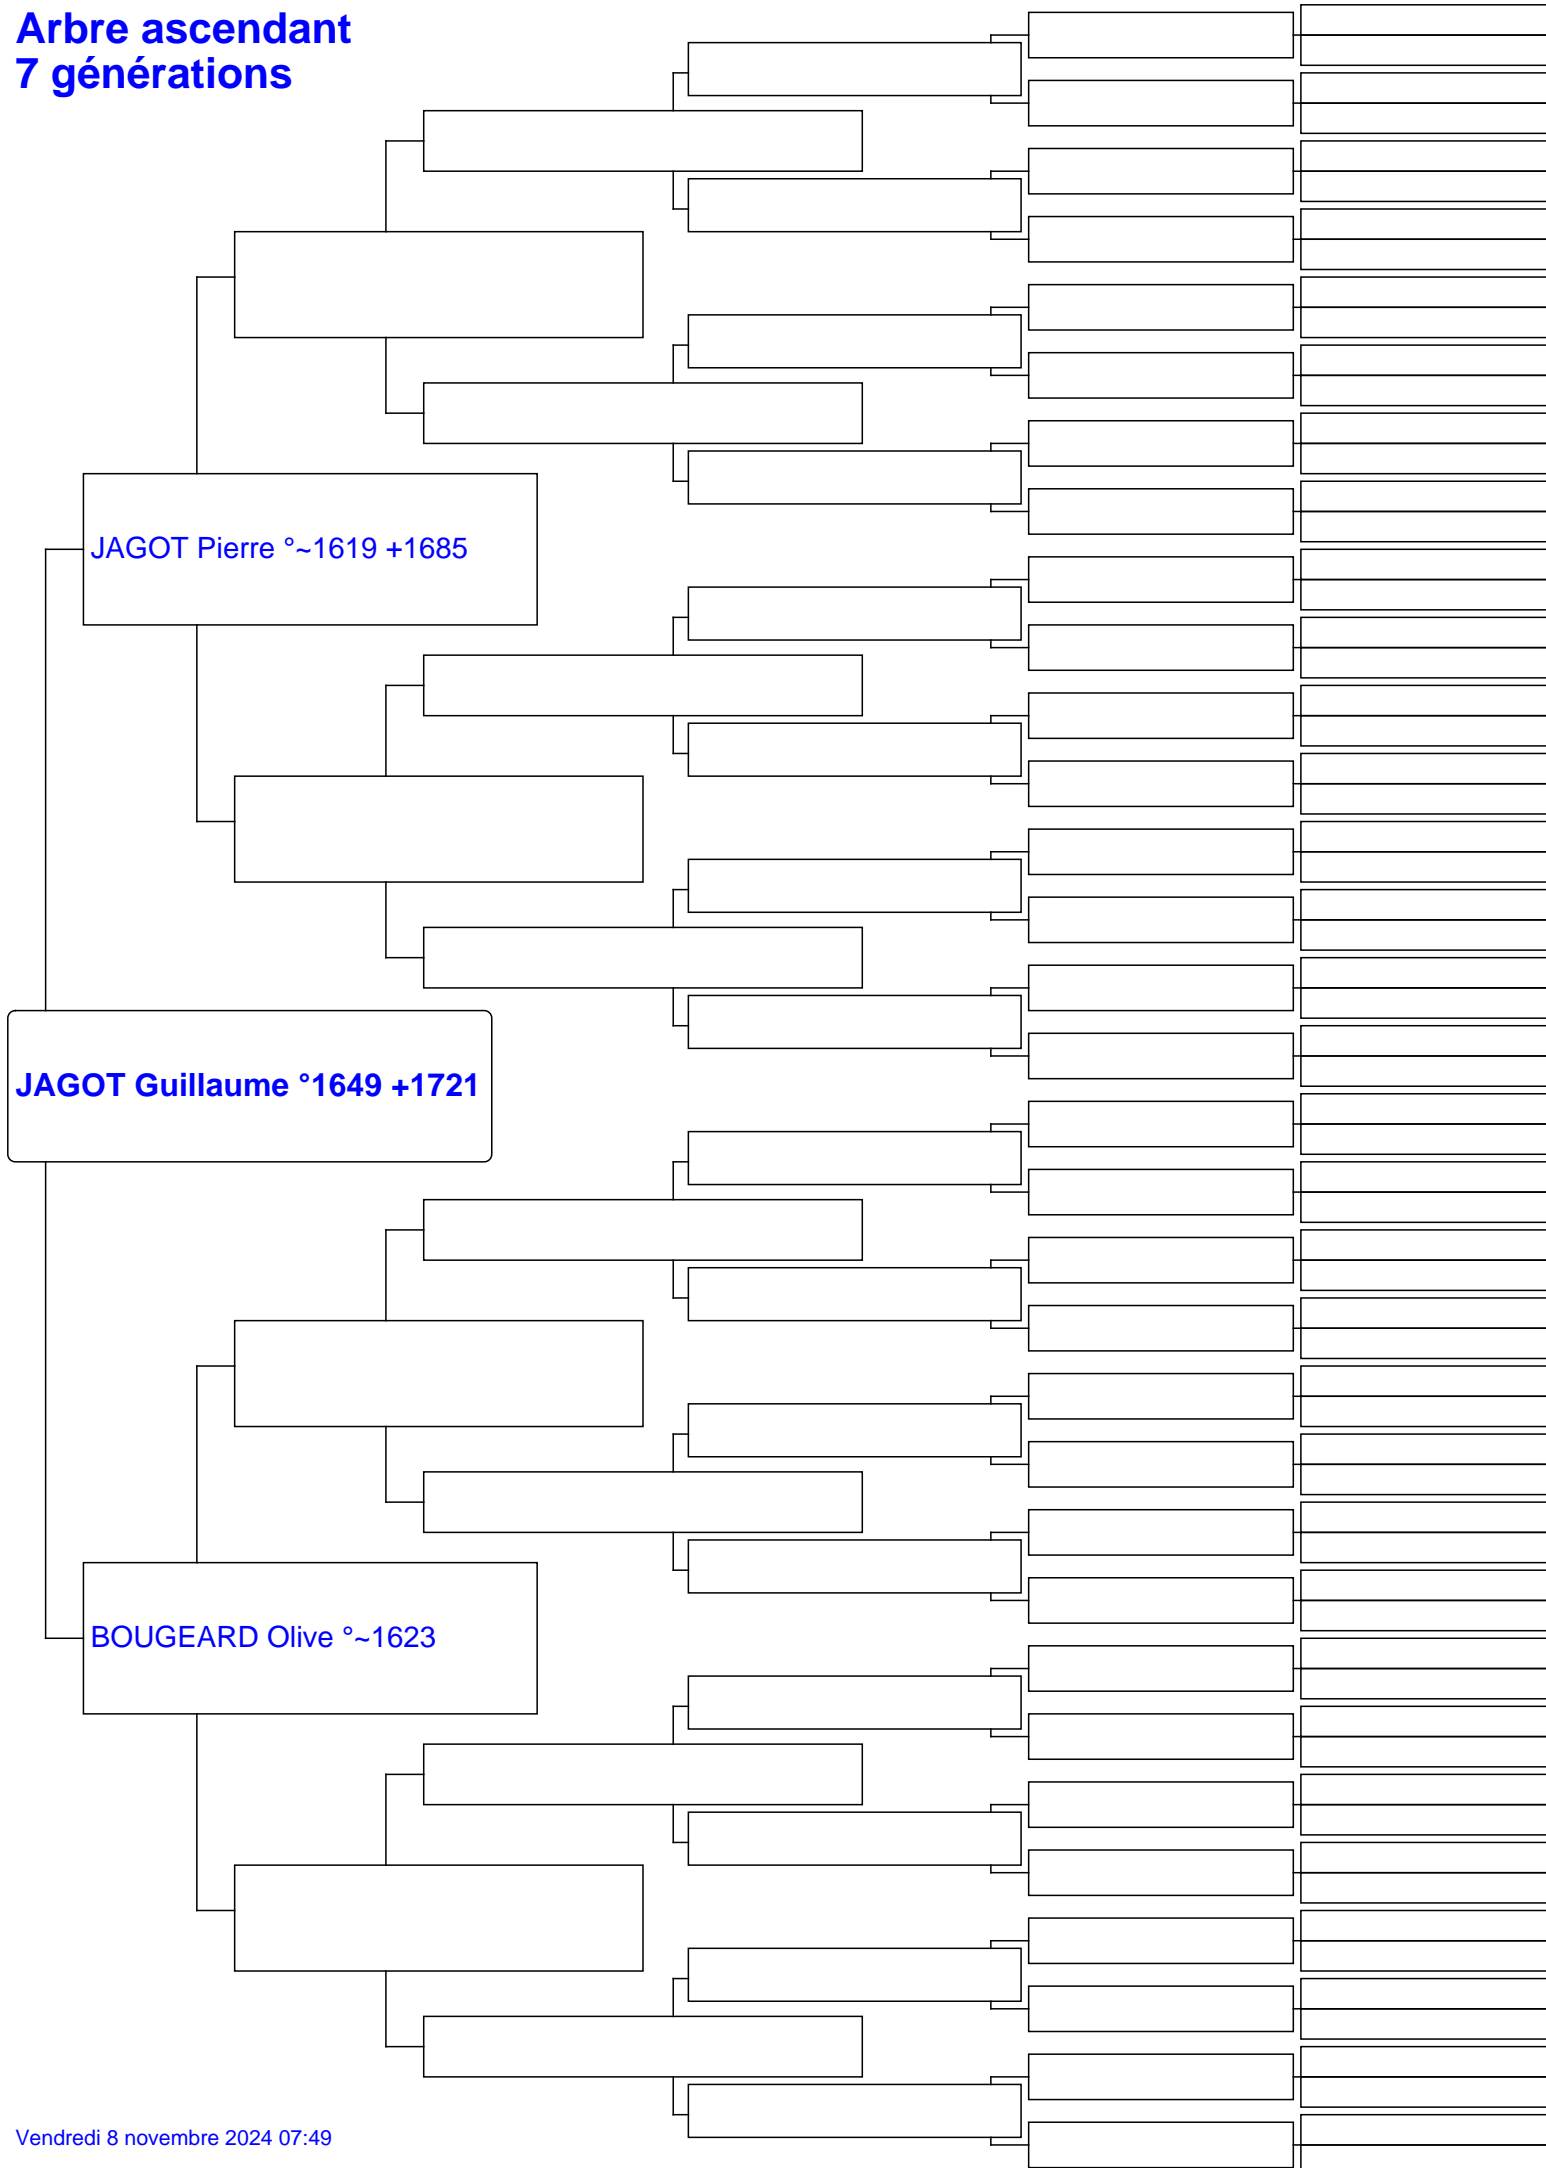 Arbre ascendant
7 générations
JAGOT Pierre °~1619 +1685
JAGOT Guillaume °1649 +1721
BOUGEARD Olive °~1623
Vendredi 8 novembre 2024 07:49